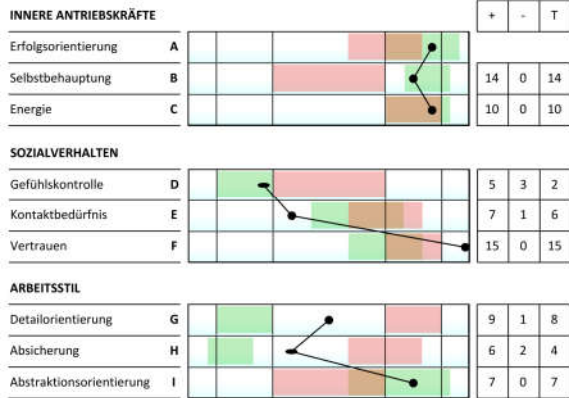 INNERE ANTRIEBSKRÄFTE + - T
Erfolgsorientierung A
Selbstbehauptung B 14 0 14
Energie C 10 0 10
SOZIALVERHALTEN
Gefühlskontrolle D 5 3 2
Kontaktbedürfnis E 7 1 6
Vertrauen F 15 0 15
ARBEITSSTIL
Detailorientierung G 9 1 8
Absicherung H 6 2 4
Abstraktionsorientierung I 7 0 7